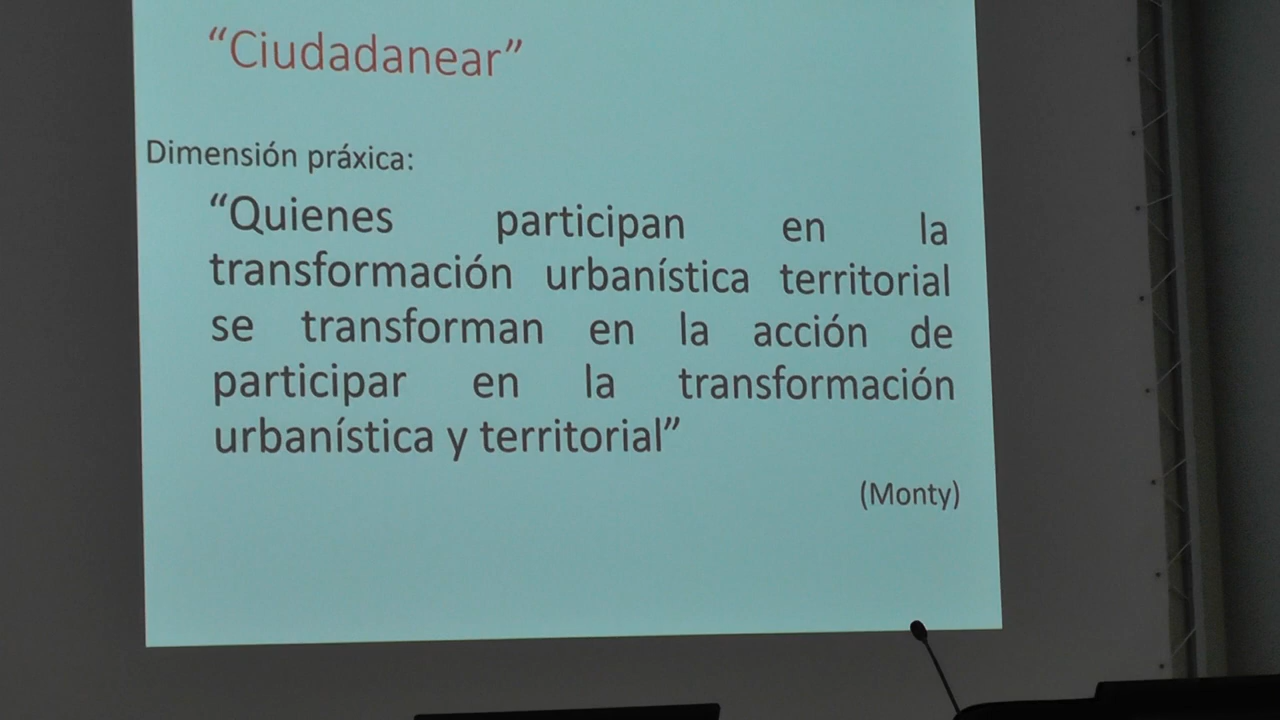 “Ciudadanear”
Dimensión práxica:
“Quienes participan en la
transformación urbanística territorial
se transforman en la acción de
participar en la transformación
urbanística y territorial”
(Monty)